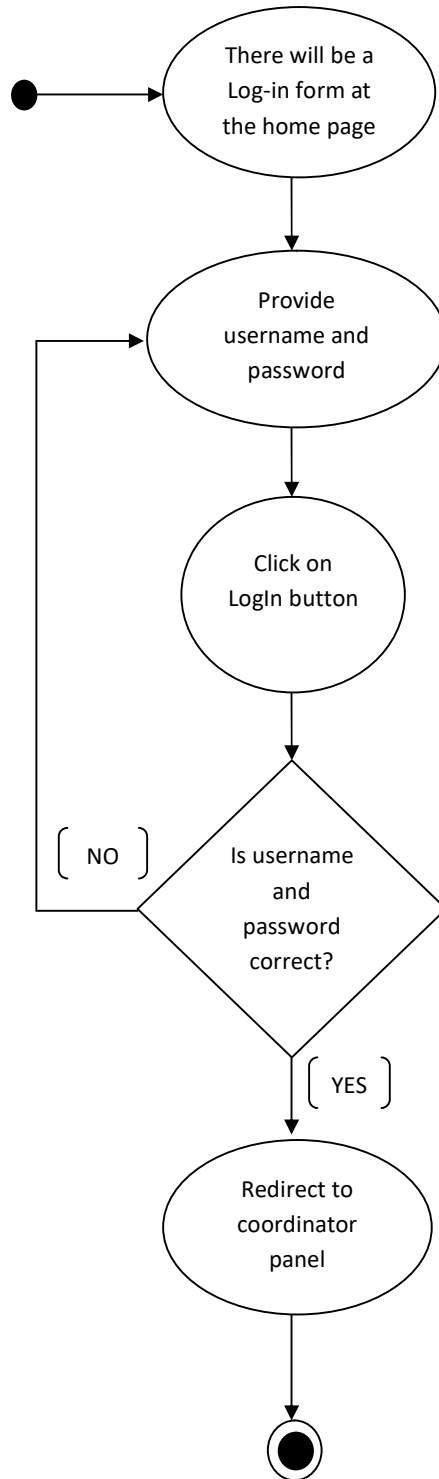 There will be a
Log-in form at
the home page
Provide
username and
password
Click on
LogIn button
NO
Is username
and
password
correct?
YES
Redirect to
coordinator
panel